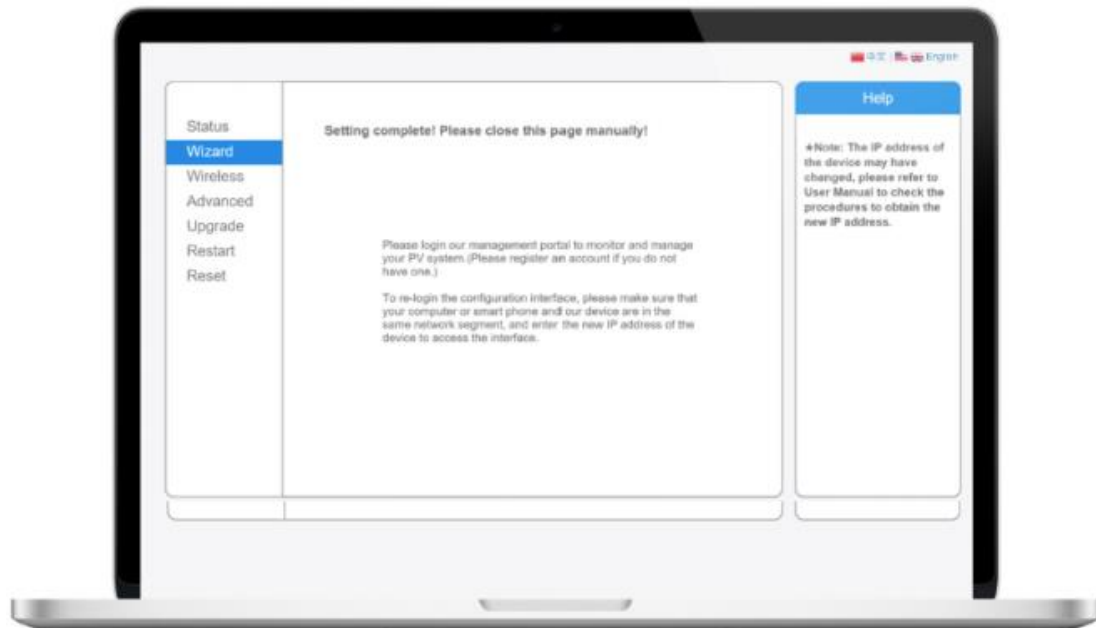 中文 | English
Status
Wizard
Wireless
Advanced
Upgrade
Restart
Reset
Setting complete! Please close this page manually!
Please login our management portal to monitor and manage
your PV system.(Please register an account if you do not
have one.)
To re-login the configuration interface, please make sure that
your computer or smart phone and our device are in the
same network segment, and enter the new IP address of the
device to access the interface.
Help
★Note: The IP address of
the device may have
changed, please refer to
User Manual to check the
procedures to obtain the
new IP address.